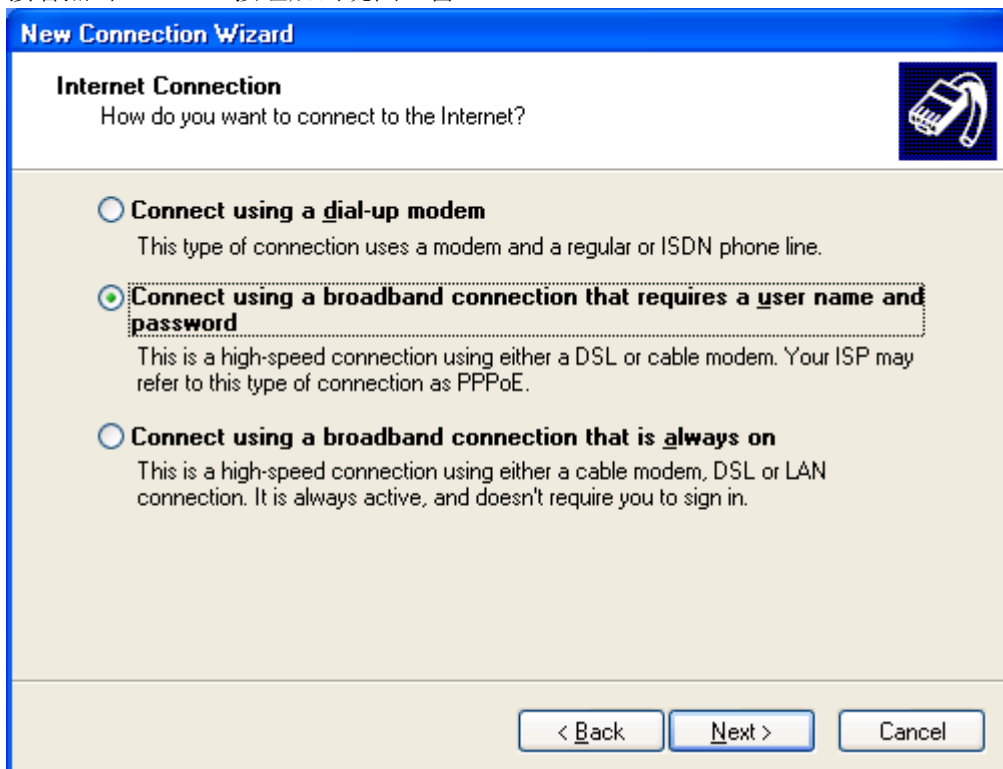 New Connection Wizard
Internet Connection
How do you want to connect to the Internet?
Connect using a dial-up modem
This type of connection uses a modem and a regular or ISDN phone line.
Connect using a broadband connection that requires a user name and
password
This is a high-speed connection using either a DSL or cable modem. Your ISP may
refer to this type of connection as PPPoE.
Connect using a broadband connection that is always on
This is a high-speed connection using either a cable modem, DSL or LAN
connection. It is always active, and doesn't require you to sign in.
< Back
Next >
Cancel